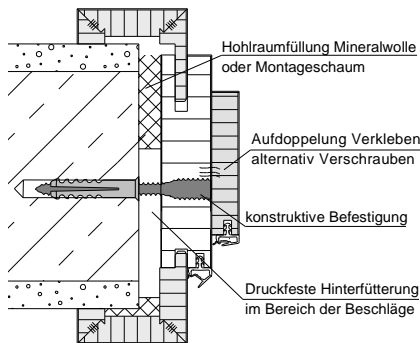 Hohlraumfüllung Mineralwolle
oder Montageschaum
Aufdoppelung Verkleben
alternativ Verschrauben
konstruktive Befestigung
Druckfeste Hinterfütterung
im Bereich der Beschläge